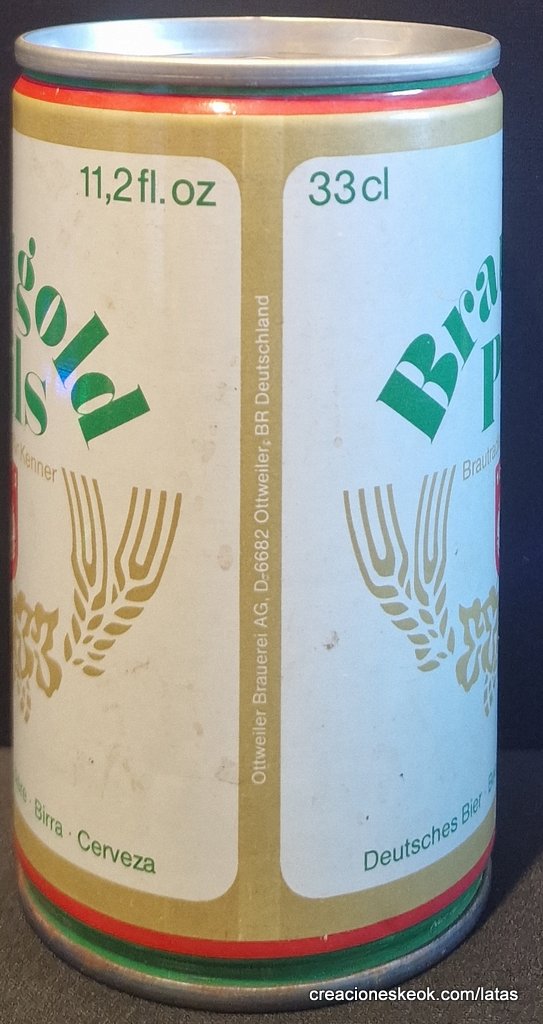 11,2 fl. oz
gold
ls
Kenner
Birra · Cerveza
Ottweiler Brauerei AG, D-6682 Ottweiler, BR Deutschland
33 cl
Bra
P
Brautra
Deutsches Bier ·
creacioneskeok.com/latas